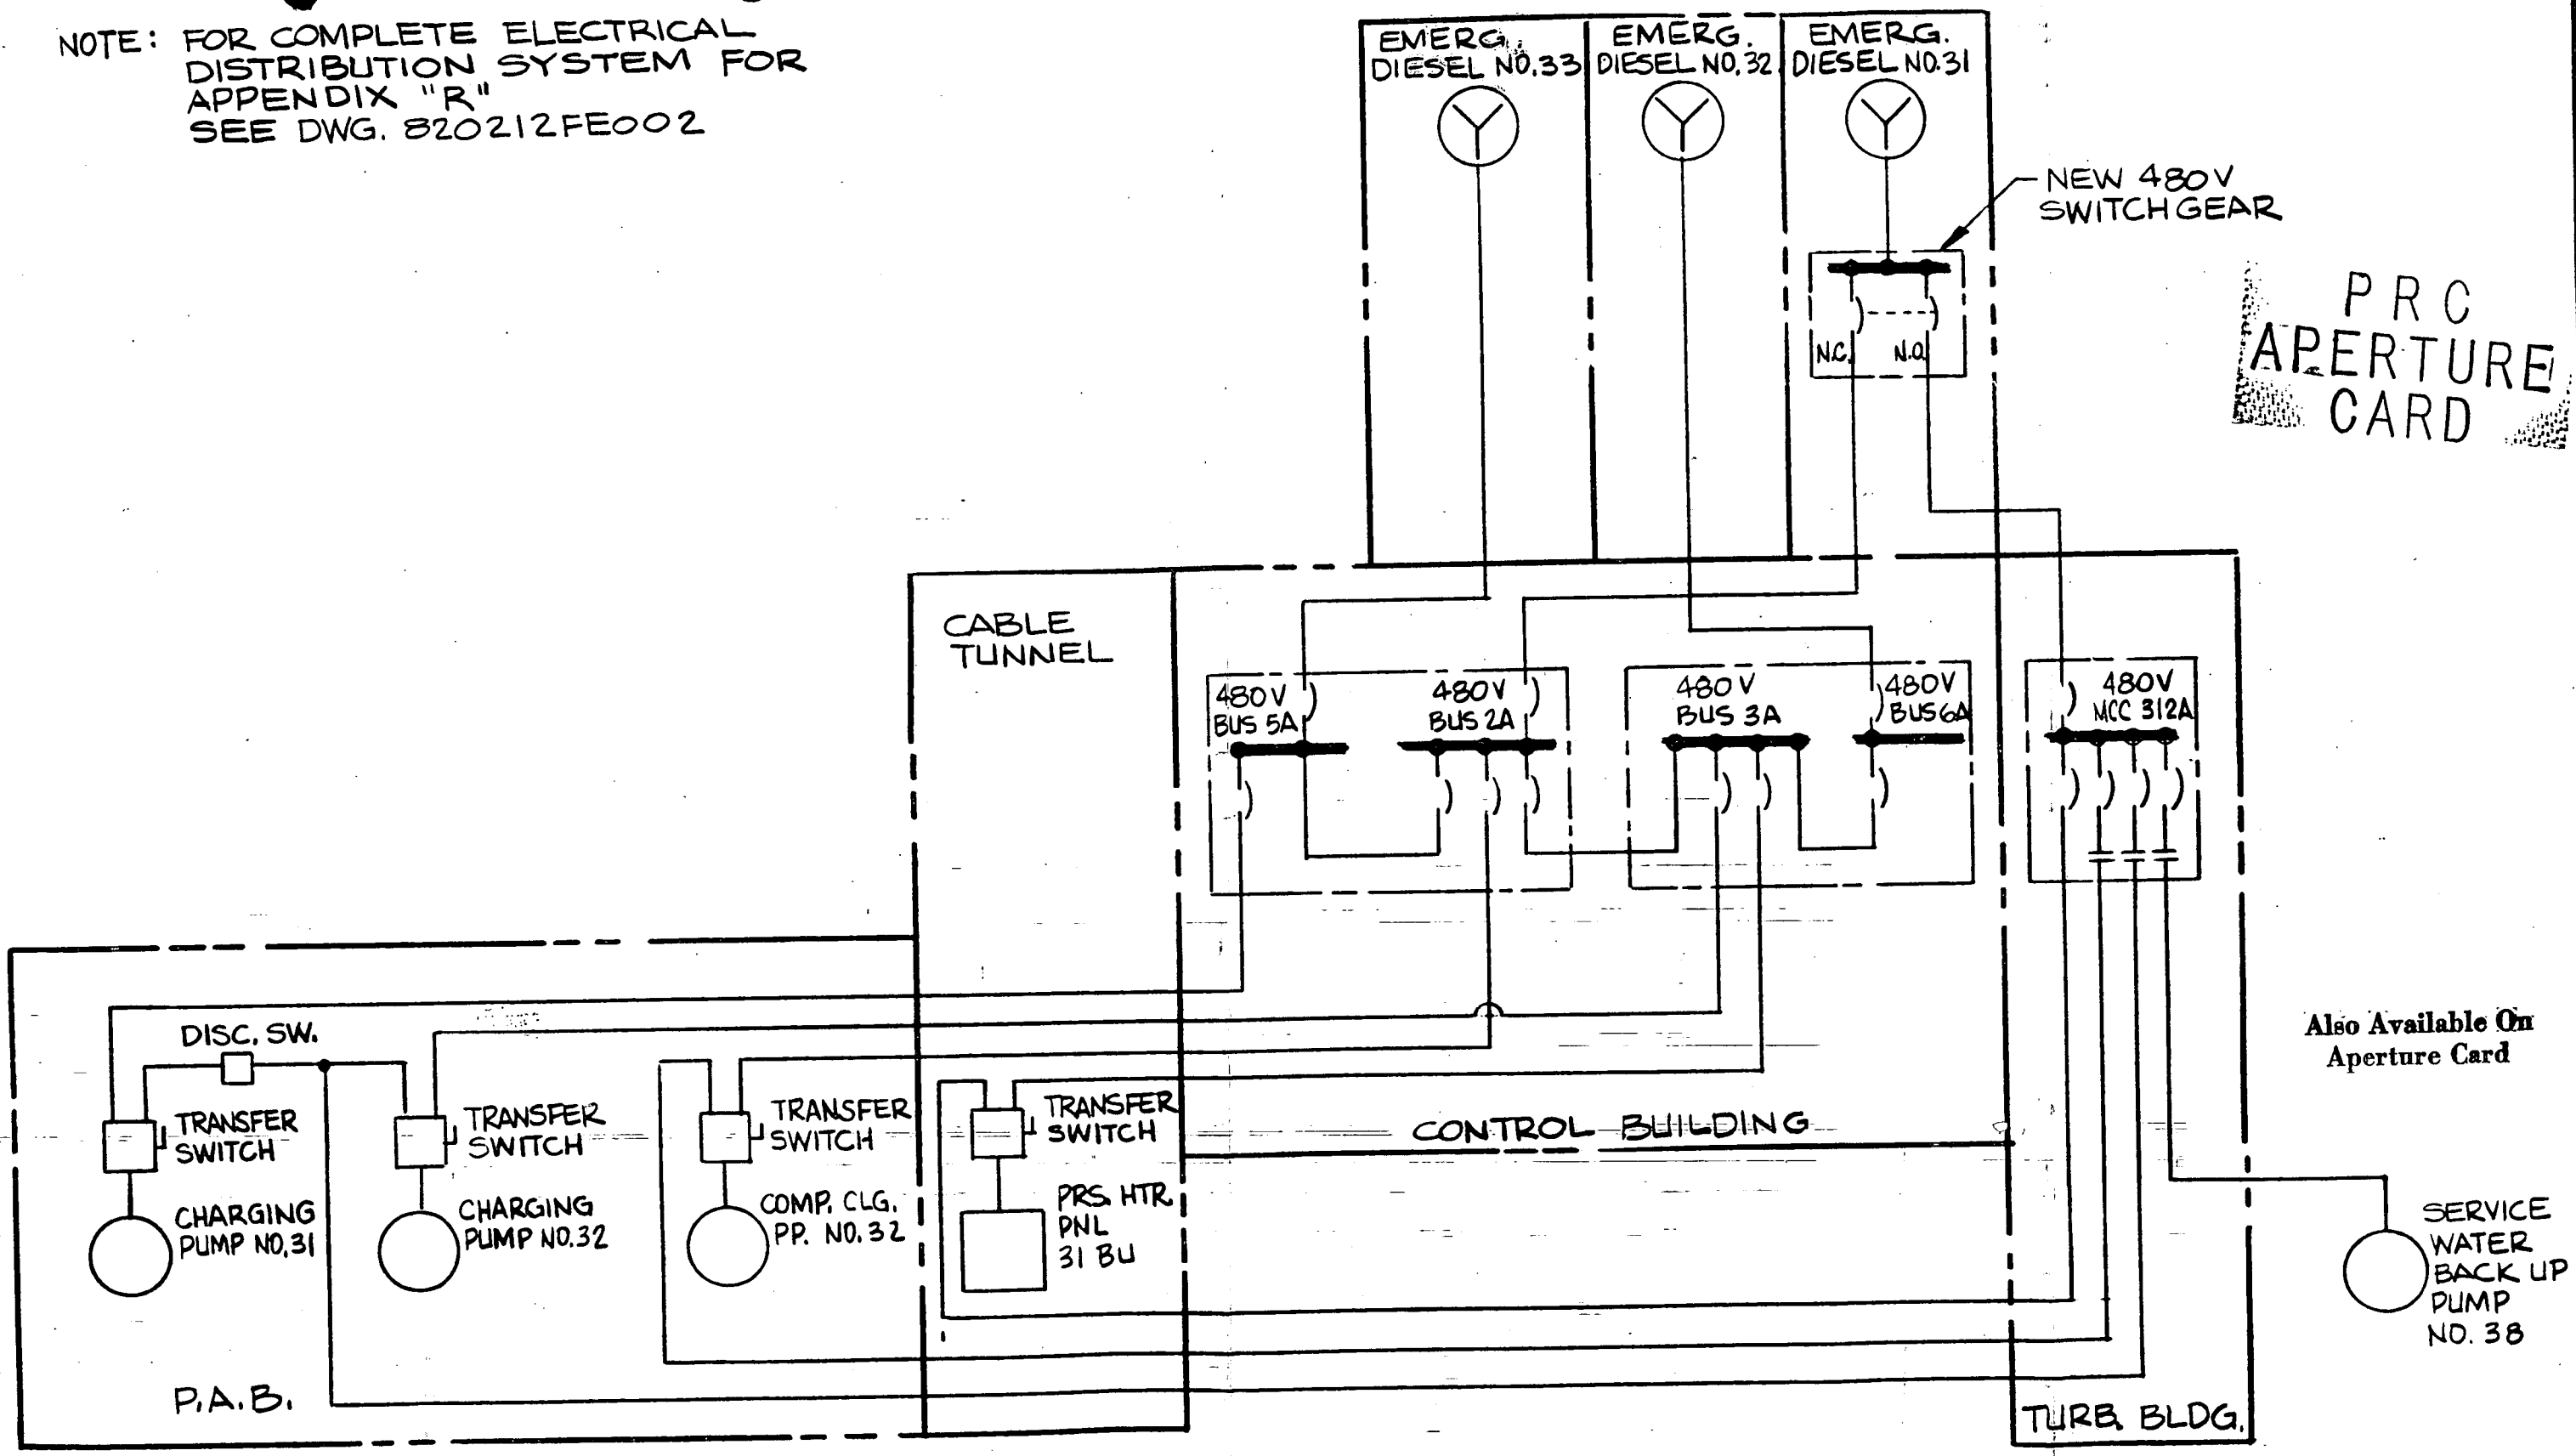 NOTE: FOR COMPLETE ELECTRICAL
DISTRIBUTION SYSTEM FOR
APPENDIX "R"
SEE DWG. 820212FE002
EMERG.
DIESEL NO.33
EMERG.
DIESEL NO.32
EMERG.
DIESEL NO.31
NEW 480V
SWITCHGEAR
N.C.
N.O.
PRC
APERTURE
CARD
CABLE
TUNNEL
480V
BUS 5A
480V
BUS 2A
480V
BUS 3A
480V
BUS 6A
480V
MCC 312A
Also Available On
Aperture Card
DISC. SW.
TRANSFER
SWITCH
TRANSFER
SWITCH
TRANSFER
SWITCH
TRANSFER
SWITCH
CONTROL BUILDING
CHARGING
PUMP NO.31
CHARGING
PUMP NO.32
COMP. CLG.
PP. NO.32
PRS. HTR.
PNL
31 BU
SERVICE
WATER
BACK UP
PUMP
NO. 38
P.A.B.
TURB. BLDG.